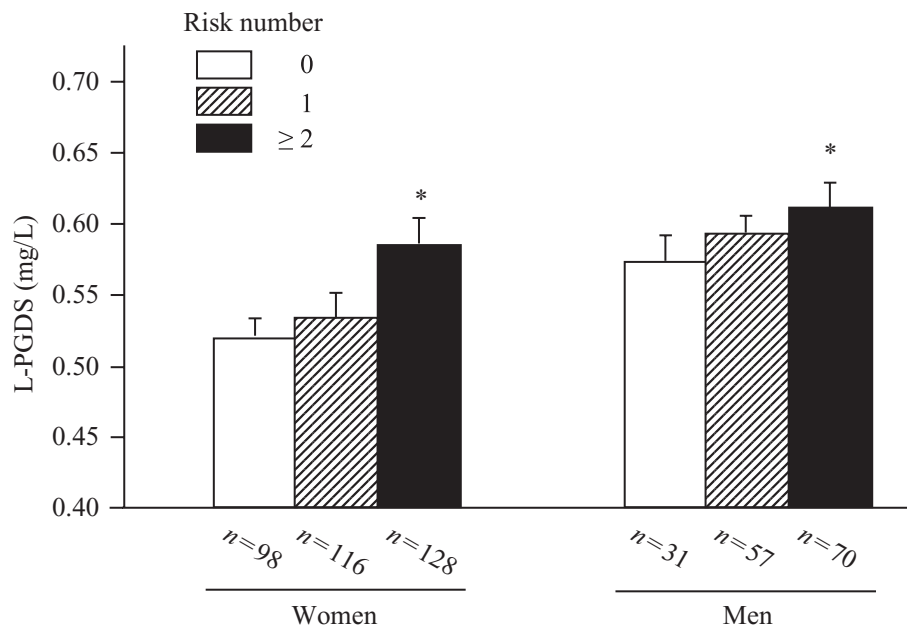 Risk number
0
1
≥ 2
L-PGDS (mg/L)
0.70
0.65
0.60
0.55
0.50
0.45
0.40
*
*
n=98
n=116
n=128
n=31
n=57
n=70
Women
Men